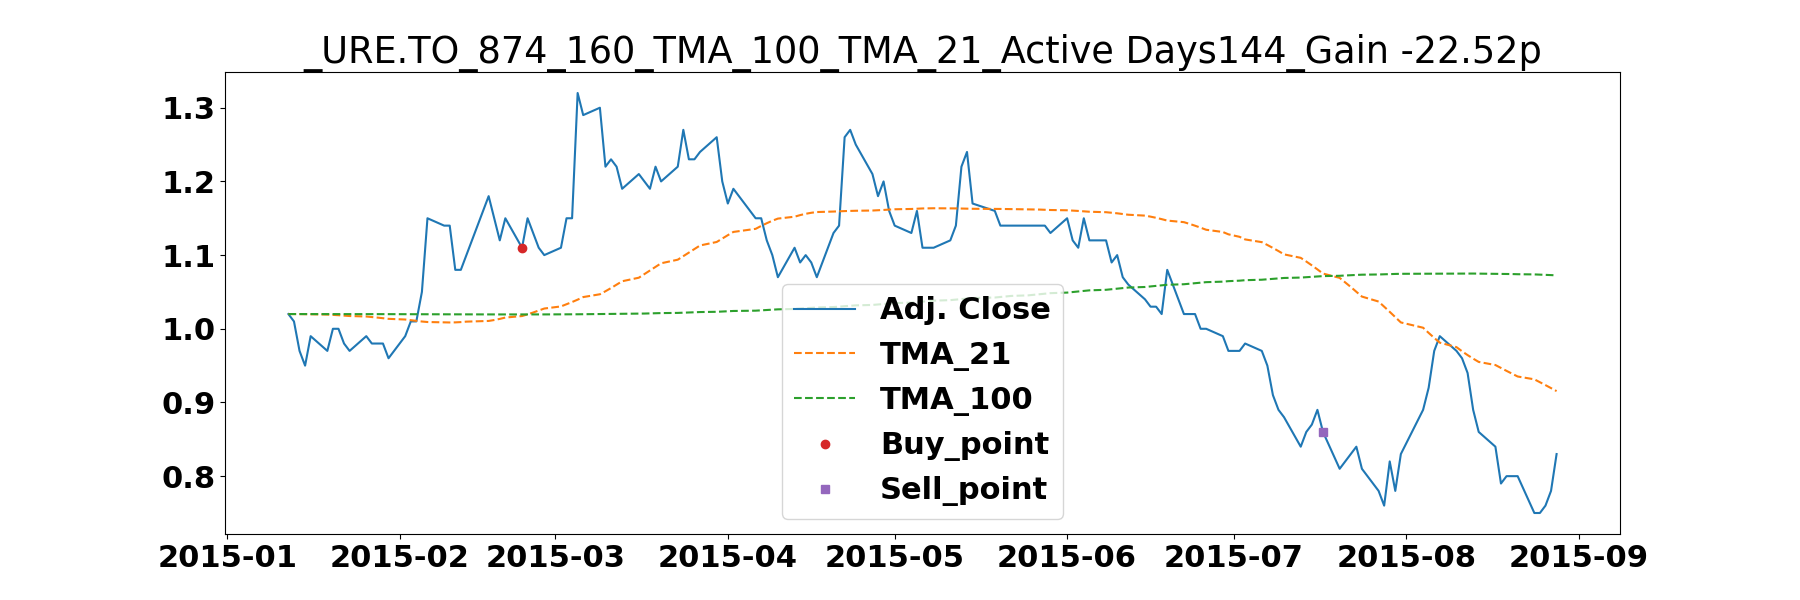 _URE.TO_874_160_TMA_100_TMA_21_Active Days144_Gain -22.52p
1.3
1.2
1.1
1.0
0.9
0.8
Adj. Close
TMA_21
TMA_100
Buy_point
Sell_point
2015-01 2015-02 2015-03 2015-04 2015-05 2015-06 2015-07 2015-08 2015-09